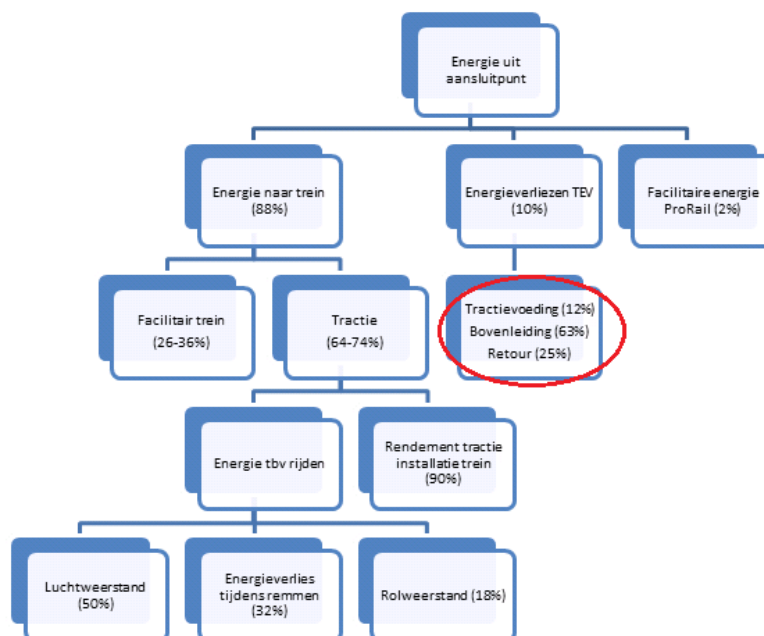 Energie uit
aansluitpunt
Energie naar trein
(88%)
Energieverliezen TEV
(10%)
Facilitaire energie
ProRail (2%)
Facilitair trein
(26-36%)
Tractie
(64-74%)
Tractievoeding (12%)
Bovenleiding (63%)
Retour (25%)
Energie tbv rijden
Rendement tractie
installatie trein
(90%)
Luchtweerstand
(50%)
Energieverlies
tijdens remmen
(32%)
Rolweerstand (18%)